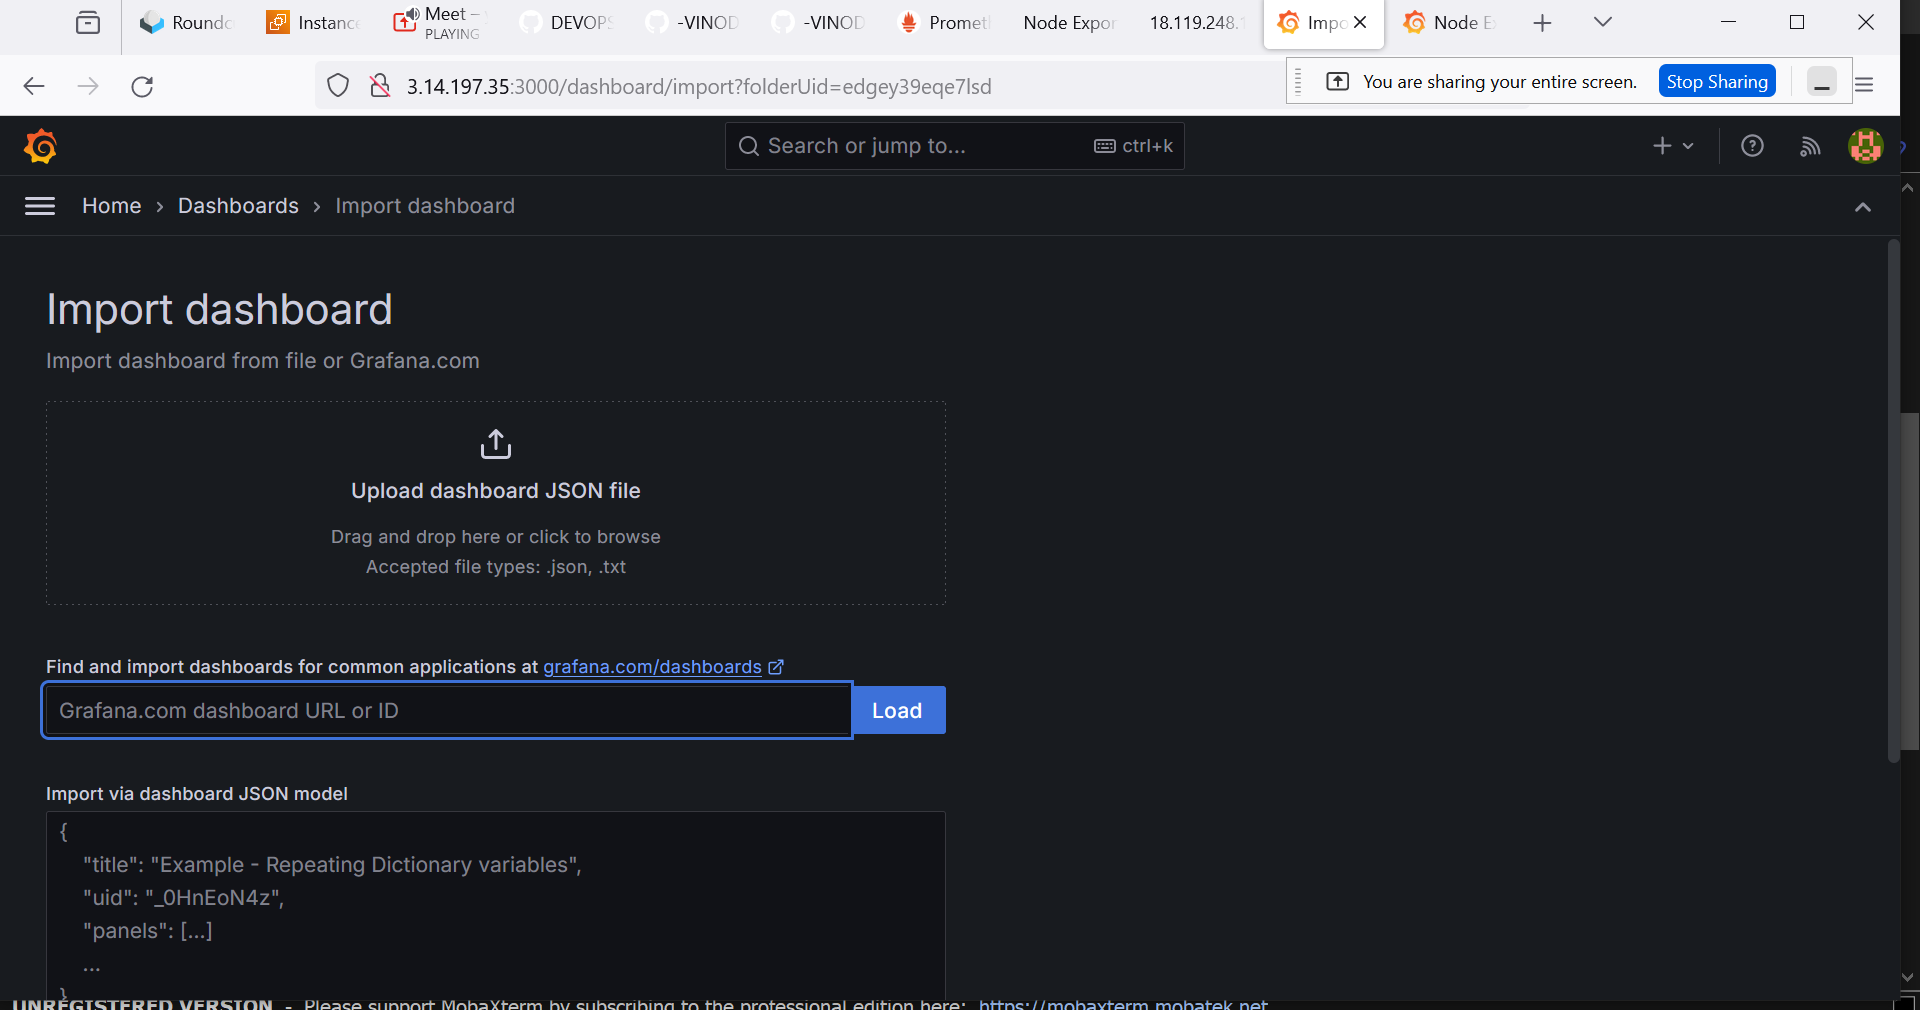 Roundc
Instance
Meet –
PLAYING
DEVOPS
-VINOD
-VINOD
Prometh
Node Expor
18.119.248.1
Impo
Node Ex
3.14.197.35:3000/dashboard/import?folderUid=edgey39eqe7lsd
You are sharing your entire screen.
Stop Sharing
Search or jump to...
ctrl+k
Home › Dashboards › Import dashboard
Import dashboard
Import dashboard from file or Grafana.com
Upload dashboard JSON file
Drag and drop here or click to browse
Accepted file types: .json, .txt
Find and import dashboards for common applications at grafana.com/dashboards
Grafana.com dashboard URL or ID
Load
Import via dashboard JSON model
{
"title": "Example - Repeating Dictionary variables",
"uid": "_0HnEoN4z",
"panels": [...]
...
}
UNREGISTERED VERSION - Please support MobaXterm by subscribing to the professional edition here: https://mobaxterm.mobatek.net